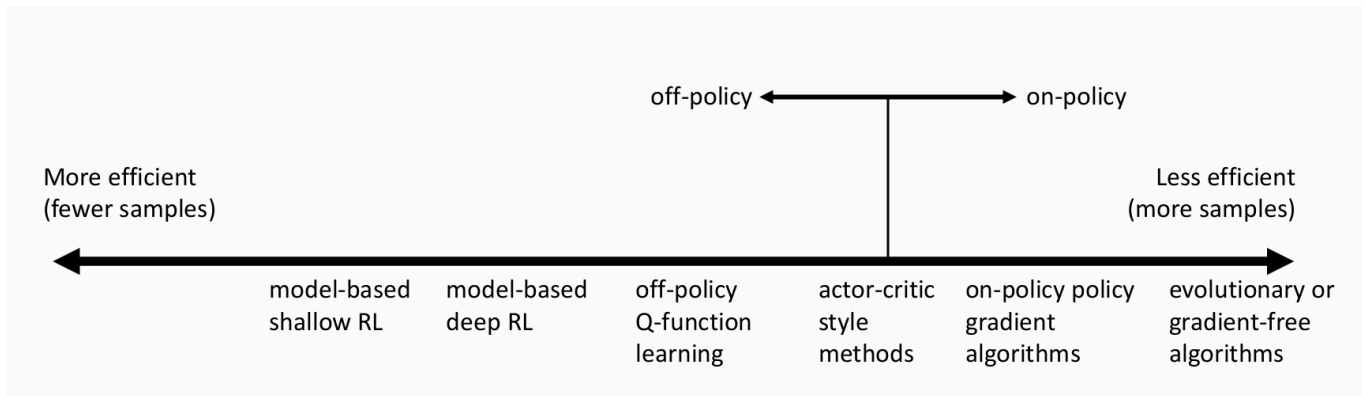 off-policy
on-policy
More efficient
(fewer samples)
Less efficient
(more samples)
model-based
shallow RL
model-based
deep RL
off-policy
Q-function
learning
actor-critic
style
methods
on-policy policy
gradient
algorithms
evolutionary or
gradient-free
algorithms